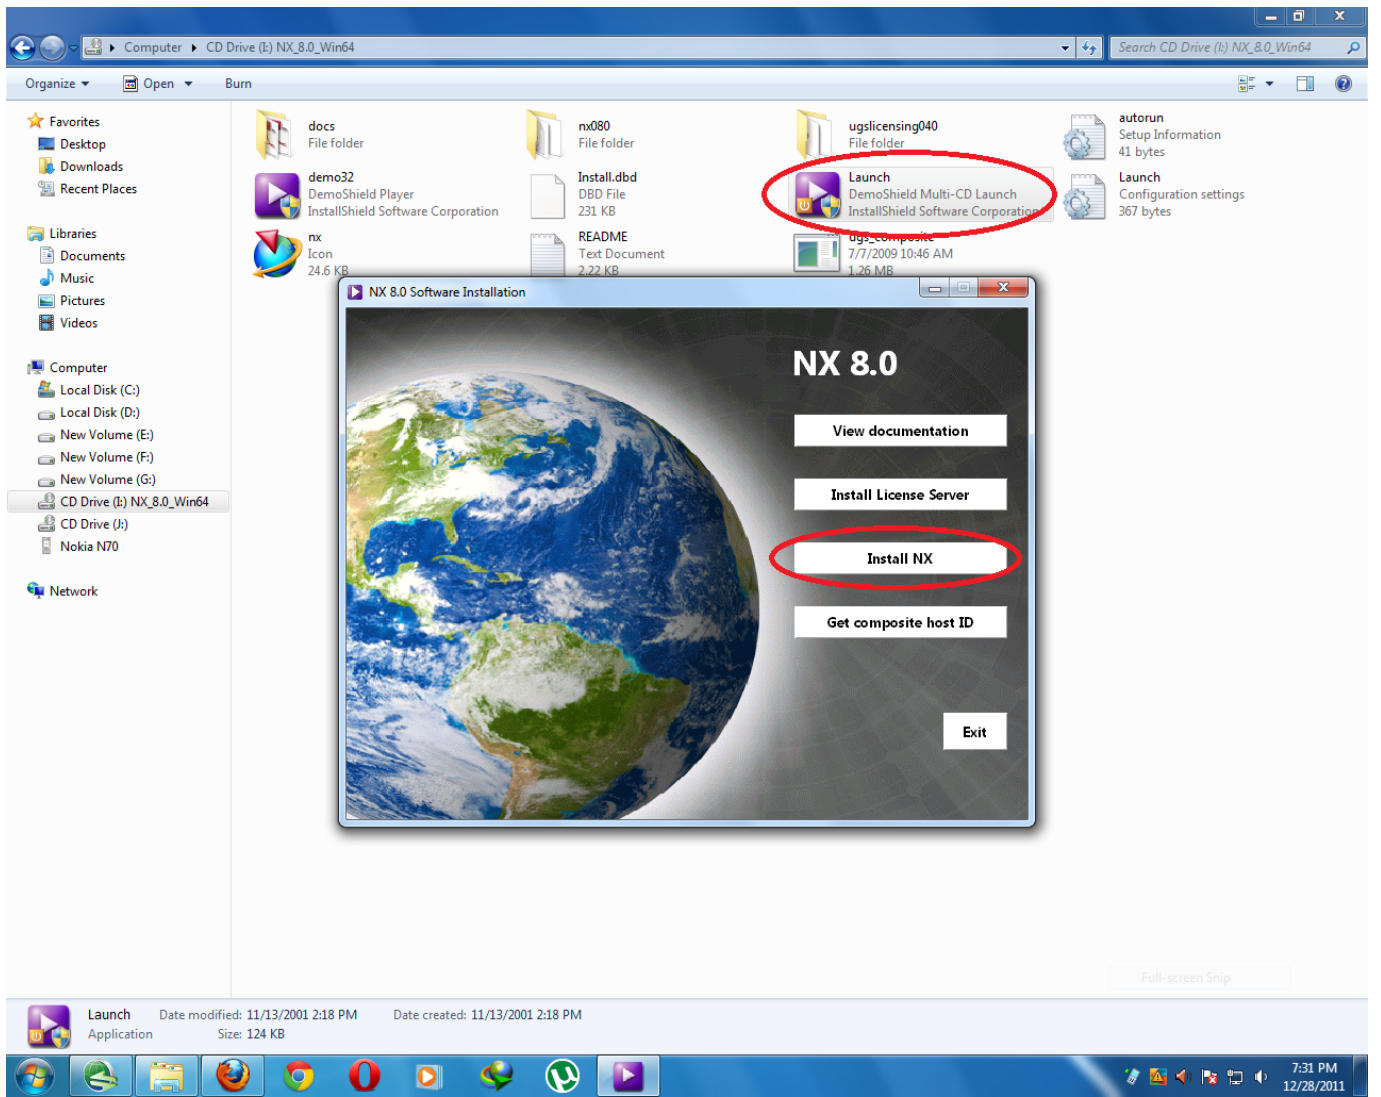 Computer ▸ CD Drive (I:) NX_8.0_Win64
Search CD Drive (I:) NX_8.0_Win64
Organize
Open
Burn
Favorites
Desktop
Downloads
Recent Places
Libraries
Documents
Music
Pictures
Videos
Computer
Local Disk (C:)
Local Disk (D:)
New Volume (E:)
New Volume (F:)
New Volume (G:)
CD Drive (I:) NX_8.0_Win64
CD Drive (J:)
Nokia N70
Network
docs
File folder
nx080
File folder
ugslicensing040
File folder
autorun
Setup Information
41 bytes
demo32
DemoShield Player
InstallShield Software Corporation
Install.dbd
DBD File
231 KB
Launch
DemoShield Multi-CD Launch
InstallShield Software Corporation
Launch
Configuration settings
367 bytes
nx
Icon
24.6 KB
README
Text Document
2.22 KB
ugs_composite
7/7/2009 10:46 AM
1.26 MB
NX 8.0 Software Installation
NX 8.0
View documentation
Install License Server
Install NX
Get composite host ID
Exit
Full-screen Snip
Launch Date modified: 11/13/2001 2:18 PM Date created: 11/13/2001 2:18 PM
Application Size: 124 KB
7:31 PM
12/28/2011